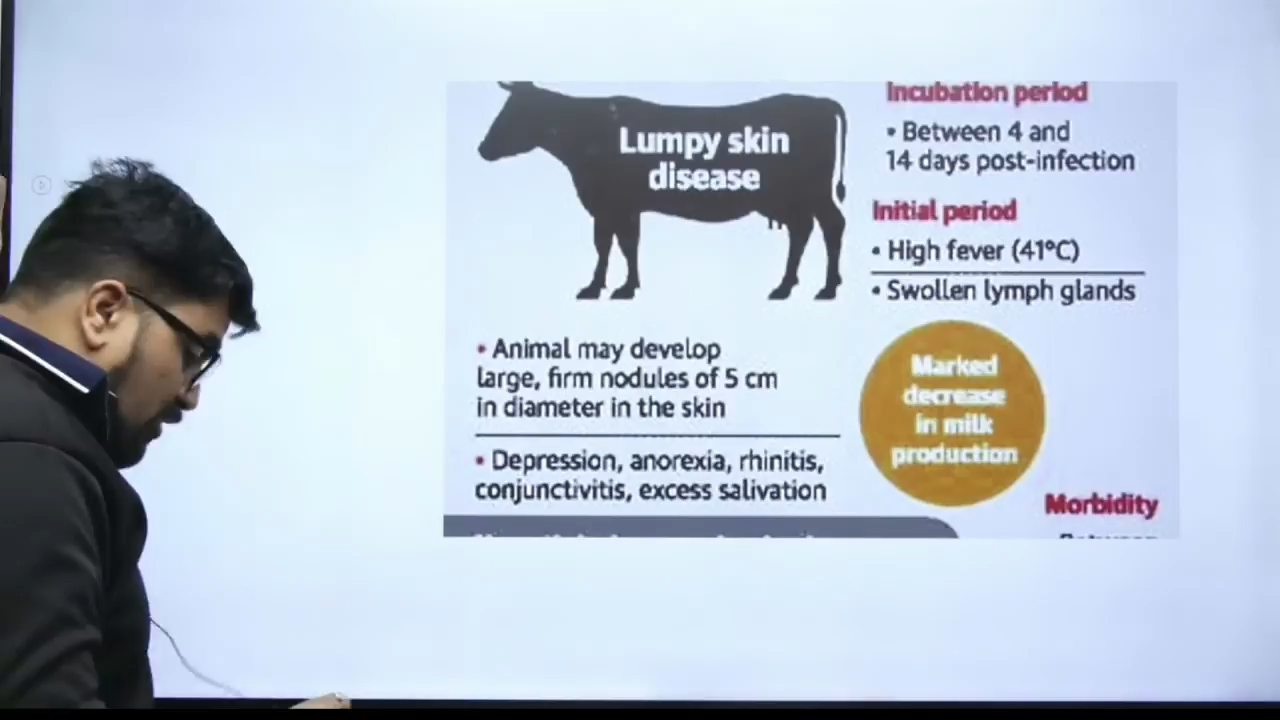 Lumpy skin
disease
Incubation period
• Between 4 and
14 days post-infection
Initial period
• High fever (41°C)
• Swollen lymph glands
• Animal may develop
large, firm nodules of 5 cm
in diameter in the skin
• Depression, anorexia, rhinitis,
conjunctivitis, excess salivation
Marked
decrease
in milk
production
Morbidity